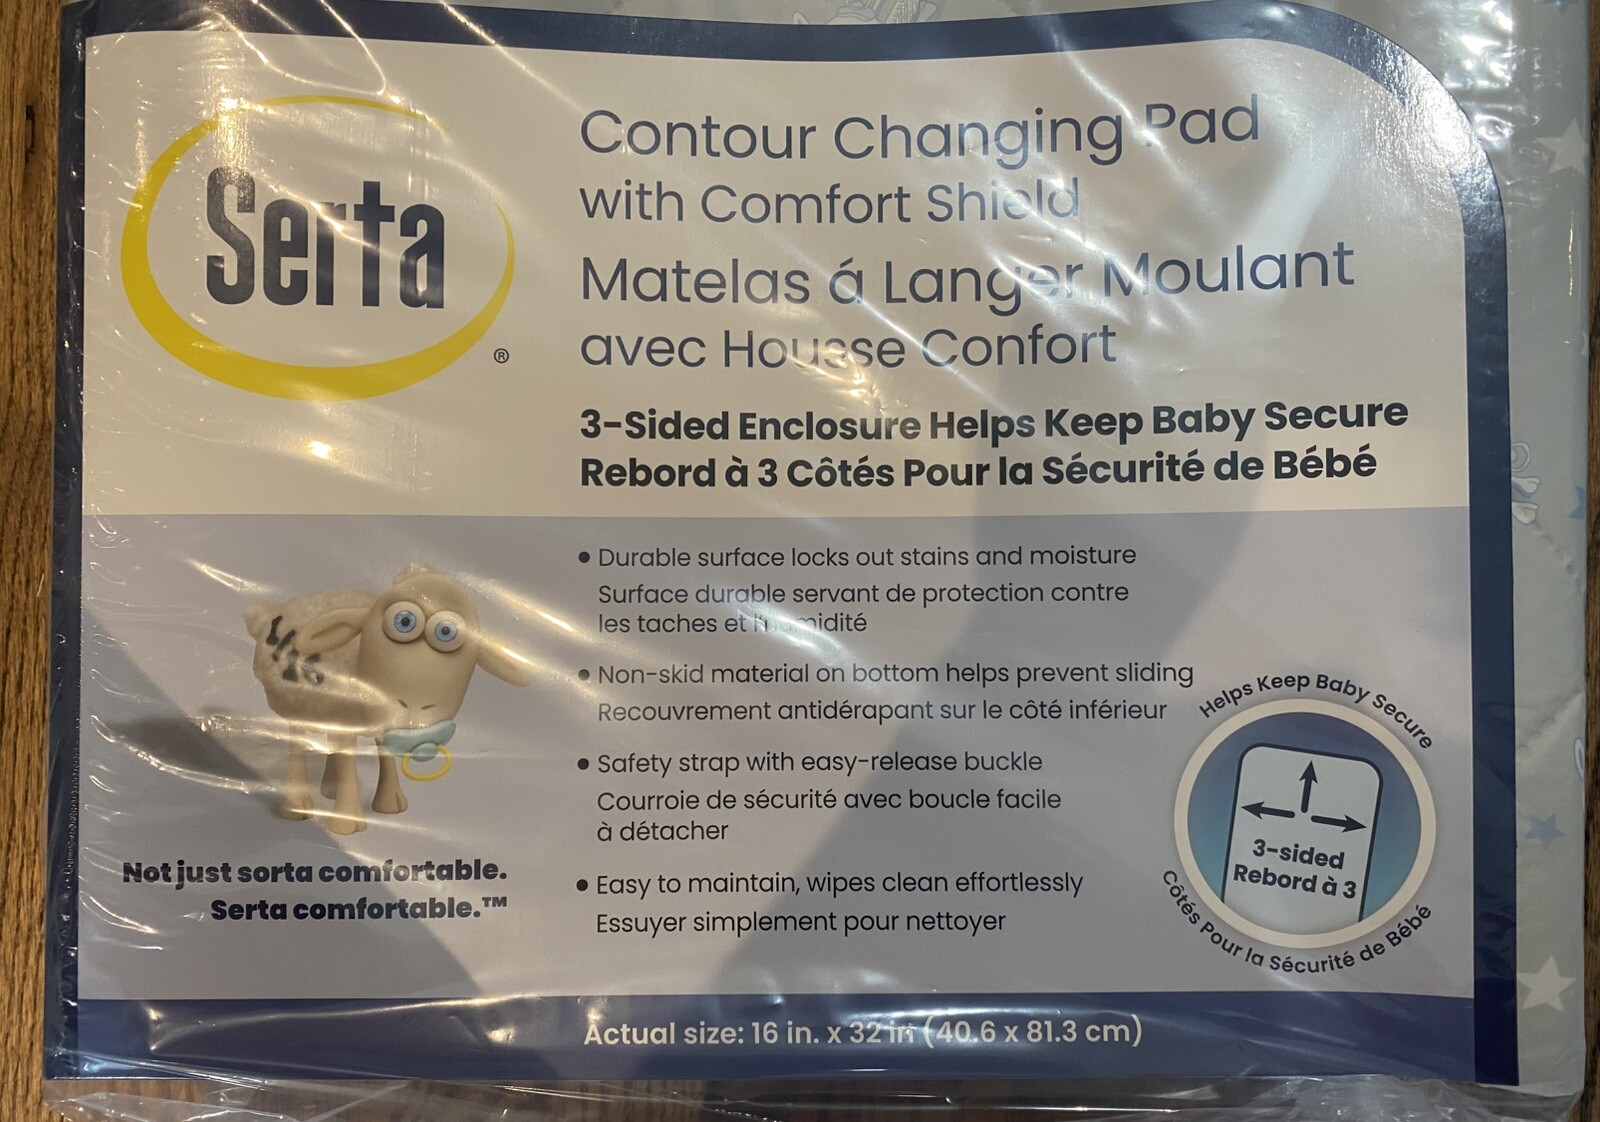 Serta
®
Contour Changing Pad
with Comfort Shield
Matelas á Langer Moulant
avec Housse Confort
3-Sided Enclosure Helps Keep Baby Secure
Rebord à 3 Côtés Pour la Sécurité de Bébé
• Durable surface locks out stains and moisture
Surface durable servant de protection contre
les taches et l'humidité
• Non-skid material on bottom helps prevent sliding
Recouvrement antidérapant sur le côté inférieur
• Safety strap with easy-release buckle
Courroie de sécurité avec boucle facile
à détacher
• Easy to maintain, wipes clean effortlessly
Essuyer simplement pour nettoyer
1/16
Not just sorta comfortable.
Serta comfortable.™
Helps Keep Baby Secure
3-sided
Rebord à 3
Côtés Pour la Sécurité de Bébé
Actual size: 16 in. x 32 in (40.6 x 81.3 cm)